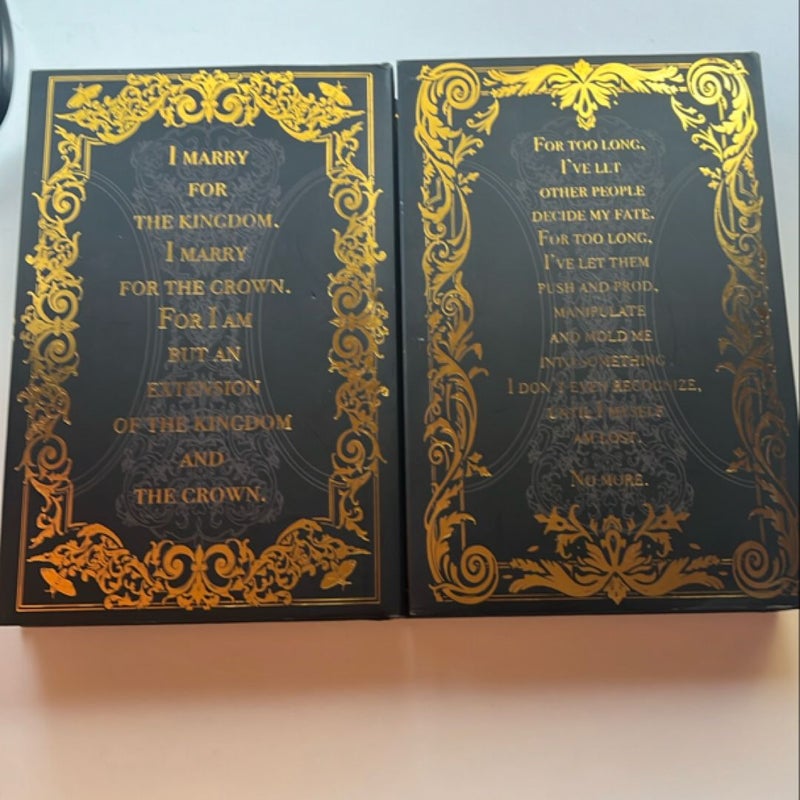 I MARRY
FOR
THE KINGDOM.
I MARRY
FOR THE CROWN.
FOR I AM
BUT AN
EXTENSION
OF THE KINGDOM
AND
THE CROWN.
FOR TOO LONG,
I'VE LET
OTHER PEOPLE
DECIDE MY FATE.
FOR TOO LONG,
I'VE LET THEM
PUSH AND PROD,
MANIPULATE
AND MOLD ME
INTO SOMETHING
I DON'T EVEN RECOGNIZE,
UNTIL I MYSELF
AM LOST.
NO MORE.